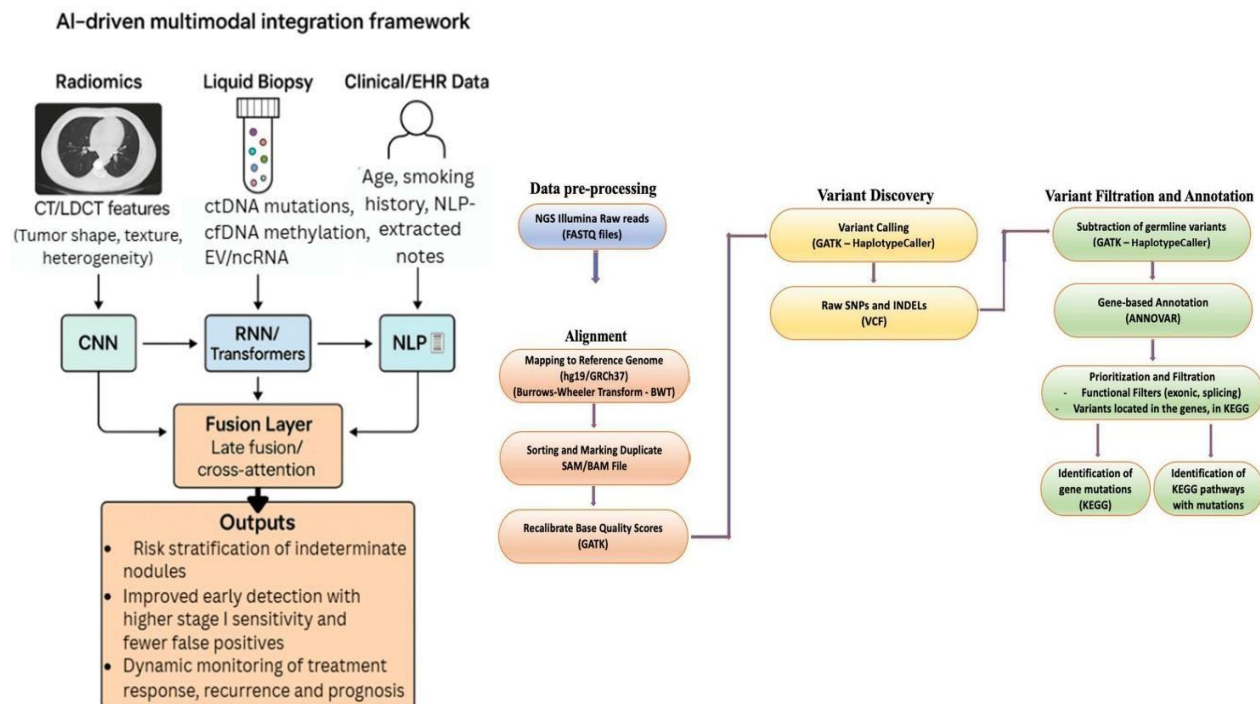 AI-driven multimodal integration framework
Radiomics
CT/LDCT features
(Tumor shape, texture,
heterogeneity)
Liquid Biopsy
ctDNA mutations,
cfDNA methylation,
EV/ncRNA
Clinical/EHR Data
Age, smoking
history, NLP-
extracted
notes
CNN
RNN/
Transformers
NLP
Fusion Layer
Late fusion/
cross-attention
Outputs
• Risk stratification of indeterminate
nodules
• Improved early detection with
higher stage I sensitivity and
fewer false positives
• Dynamic monitoring of treatment
response, recurrence and prognosis
Data pre-processing
NGS Illumina Raw reads
(FASTQ files)
Alignment
Mapping to Reference Genome
(hg19/GRCh37)
(Burrows-Wheeler Transform - BWT)
Sorting and Marking Duplicate
SAM/BAM File
Recalibrate Base Quality Scores
(GATK)
Variant Discovery
Variant Calling
(GATK – HaplotypeCaller)
Raw SNPs and INDELs
(VCF)
Variant Filtration and Annotation
Subtraction of germline variants
(GATK – HaplotypeCaller)
Gene-based Annotation
(ANNOVAR)
Prioritization and Filtration
- Functional Filters (exonic, splicing)
- Variants located in the genes, in KEGG
Identification of
gene mutations
(KEGG)
Identification of
KEGG pathways
with mutations